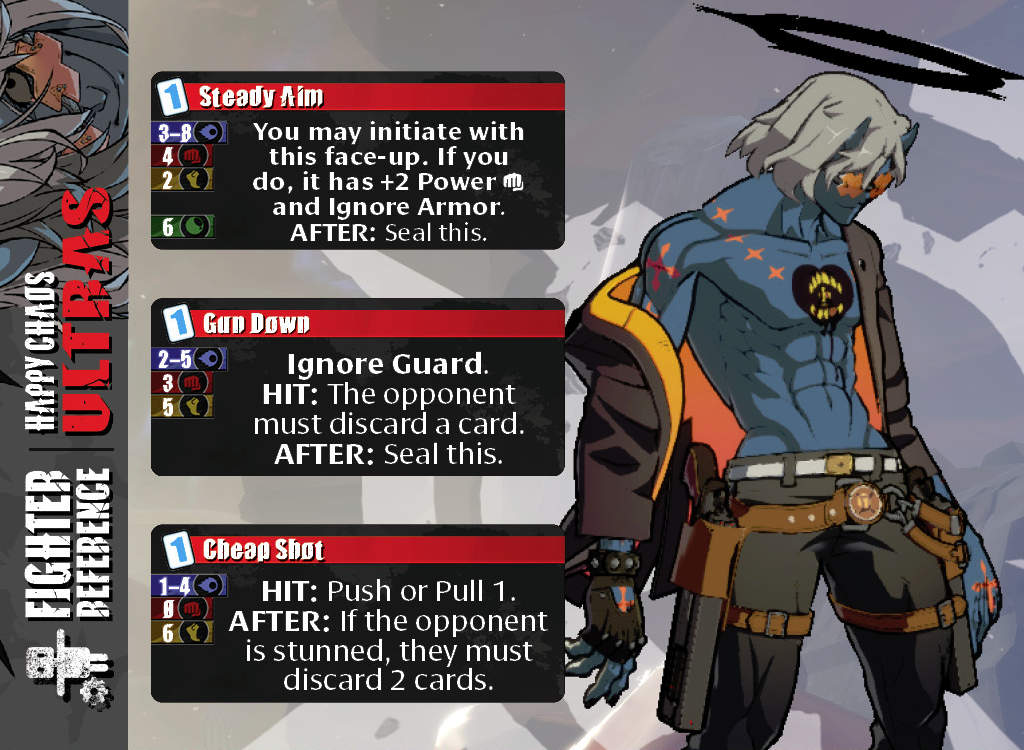 HAPPY CHAOS
ULTRAS
FIGHTER
REFERENCE
1 Steady Aim
3–8
4
2
6
You may initiate with
this face-up. If you
do, it has +2 Power
and Ignore Armor.
AFTER: Seal this.
1 Gun Down
2–5
3
5
Ignore Guard.
HIT: The opponent
must discard a card.
AFTER: Seal this.
1 Cheap Shot
1–4
0
6
HIT: Push or Pull 1.
AFTER: If the opponent
is stunned, they must
discard 2 cards.